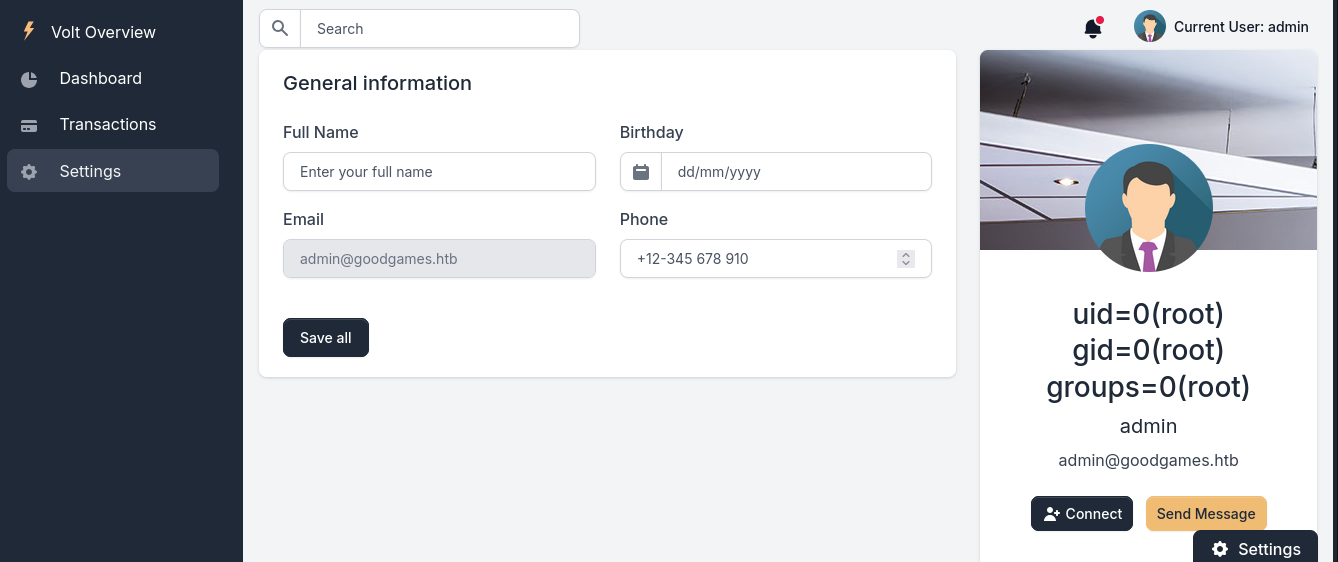 Volt Overview
Dashboard
Transactions
Settings
Search
Current User: admin
General information
Full Name
Birthday
Enter your full name
dd/mm/yyyy
Email
Phone
admin@goodgames.htb
+12-345 678 910
Save all
uid=0(root)
gid=0(root)
groups=0(root)
admin
admin@goodgames.htb
Connect
Send Message
Settings